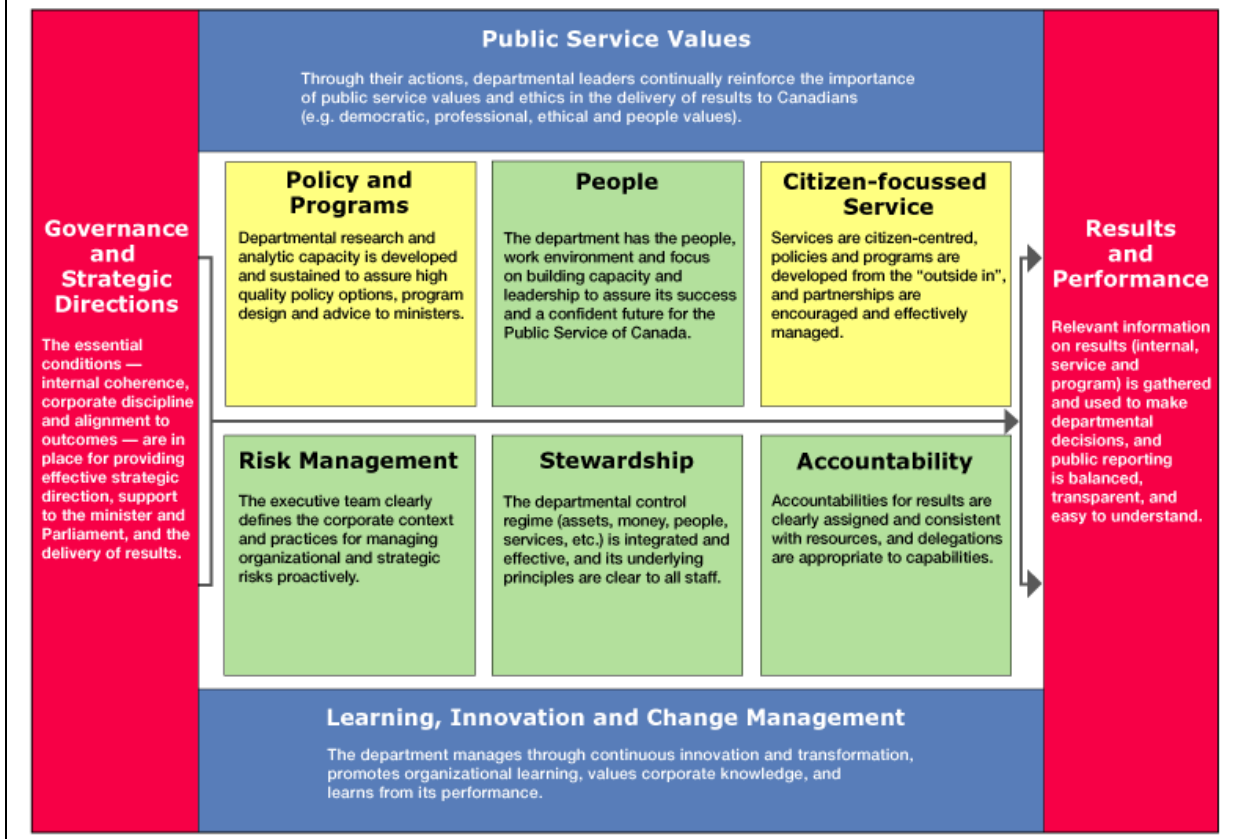 Public Service Values
Through their actions, departmental leaders continually reinforce the importance
of public service values and ethics in the delivery of results to Canadians
(e.g. democratic, professional, ethical and people values).
Governance
and
Strategic
Directions
The essential
conditions —
internal coherence,
corporate discipline
and alignment to
outcomes — are in
place for providing
effective strategic
direction, support
to the minister and
Parliament, and the
delivery of results.
Policy and
Programs
Departmental research and
analytic capacity is developed
and sustained to assure high
quality policy options, program
design and advice to ministers.
People
The department has the people,
work environment and focus
on building capacity and
leadership to assure its success
and a confident future for the
Public Service of Canada.
Citizen-focussed
Service
Services are citizen-centred,
policies and programs are
developed from the “outside in”,
and partnerships are
encouraged and effectively
managed.
Risk Management
The executive team clearly
defines the corporate context
and practices for managing
organizational and strategic
risks proactively.
Stewardship
The departmental control
regime (assets, money, people,
services, etc.) is integrated and
effective, and its underlying
principles are clear to all staff.
Accountability
Accountabilities for results are
clearly assigned and consistent
with resources, and delegations
are appropriate to capabilities.
Results
and
Performance
Relevant information
on results (internal,
service and
program) is gathered
and used to make
departmental
decisions, and
public reporting
is balanced,
transparent, and
easy to understand.
Learning, Innovation and Change Management
The department manages through continuous innovation and transformation,
promotes organizational learning, values corporate knowledge, and
learns from its performance.